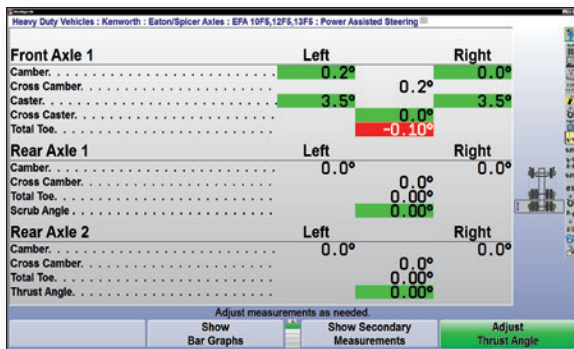 Heavy Duty Vehicles : Kenworth : Eaton/Spicer Axles : EFA 10F5,12F5,13F5 : Power Assisted Steering
Front Axle 1 Left Right
Camber. 0.2° 0.0°
Cross Camber. 0.2°
Caster. 3.5° 3.5°
Cross Caster. 0.0°
Total Toe. -0.10°
Rear Axle 1 Left Right
Camber. 0.0° 0.0°
Cross Camber. 0.0°
Total Toe. 0.00°
Scrub Angle. 0.00°
Rear Axle 2 Left Right
Camber. 0.0° 0.0°
Cross Camber. 0.0°
Total Toe. 0.00°
Thrust Angle. 0.00°
Adjust measurements as needed.
Show Bar Graphs
Show Secondary Measurements
Adjust Thrust Angle